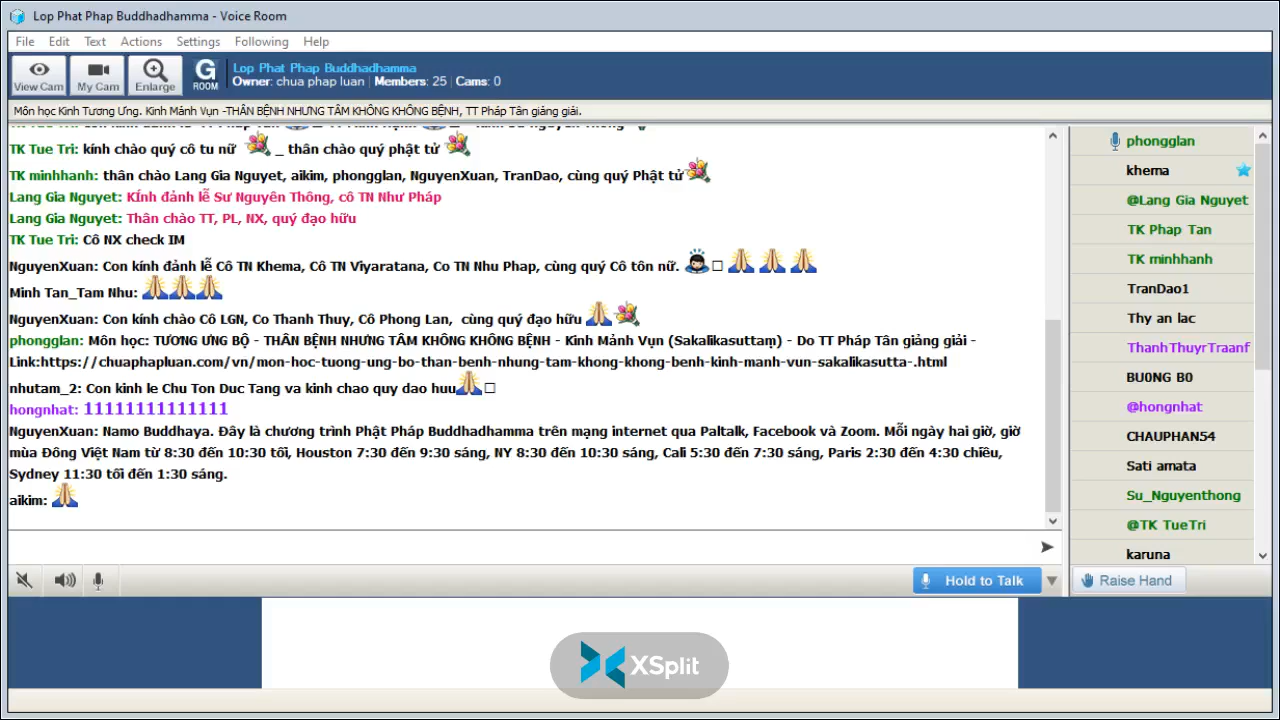 Lop Phat Phap Buddhadhamma - Voice Room
File Edit Text Actions Settings Following Help
View Cam My Cam Enlarge G ROOM
Lop Phat Phap Buddhadhamma
Owner: chua phap luan | Members: 25 | Cams: 0
Môn học Kinh Tương Ưng. Kinh Mảnh Vụn -THÂN BỆNH NHƯNG TÂM KHÔNG KHÔNG BỆNH, TT Pháp Tân giảng giải.
TK Tue Tri: kính chào quý cô tu nữ _ thân chào quý phật tử
TK minhhanh: thân chào Lang Gia Nguyet, aikim, phongglan, NguyenXuan, TranDao, cùng quý Phật tử
Lang Gia Nguyet: KÍnh đảnh lễ Sư Nguyên Thông, cô TN Như Pháp
Lang Gia Nguyet: Thân chào TT, PL, NX, quý đạo hữu
TK Tue Tri: Cô NX check IM
NguyenXuan: Con kính đảnh lễ Cô TN Khema, Cô TN Viyaratana, Co TN Nhu Phap, cùng quý Cô tôn nữ.
Minh Tan_Tam Nhu:
NguyenXuan: Con kính chào Cô LGN, Co Thanh Thuy, Cô Phong Lan, cùng quý đạo hữu
phongglan: Môn học: TƯƠNG ƯNG BỘ - THÂN BỆNH NHƯNG TÂM KHÔNG KHÔNG BỆNH - Kinh Mảnh Vụn (Sakalikasuttaṃ) - Do TT Pháp Tân giảng giải -
Link:https://chuaphapluan.com/vn/mon-hoc-tuong-ung-bo-than-benh-nhung-tam-khong-khong-benh-kinh-manh-vun-sakalikasutta-.html
nhutam_2: Con kinh le Chu Ton Duc Tang va kinh chao quy dao huu
hongnhat: 11111111111111
NguyenXuan: Namo Buddhaya. Đây là chương trình Phật Pháp Buddhadhamma trên mạng internet qua Paltalk, Facebook và Zoom. Mỗi ngày hai giờ, giờ
mùa Đông Việt Nam từ 8:30 đến 10:30 tối, Houston 7:30 đến 9:30 sáng, NY 8:30 đến 10:30 sáng, Cali 5:30 đến 7:30 sáng, Paris 2:30 đến 4:30 chiều,
Sydney 11:30 tối đến 1:30 sáng.
aikim:
phongglan
khema
@Lang Gia Nguyet
TK Phap Tan
TK minhhanh
TranDao1
Thy an lac
ThanhThuyrTraanf
BU0NG B0
@hongnhat
CHAUPHAN54
Sati amata
Su_Nguyenthong
@TK TueTri
karuna
Hold to Talk
Raise Hand
XSplit